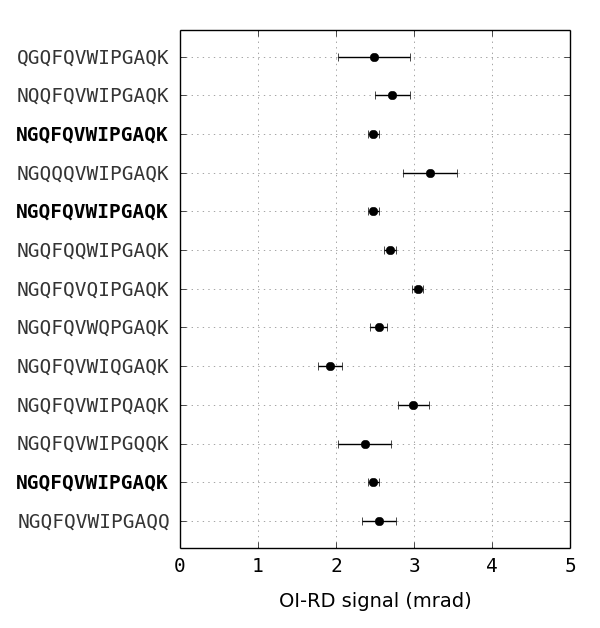 QGQFQVWIPGAQK
NQQFQVWIPGAQK
NGQFQVWIPGAQK
NGQQQVWIPGAQK
NGQFQVWIPGAQK
NGQFQQWIPGAQK
NGQFQVQIPGAQK
NGQFQVWQPGAQK
NGQFQVWIQGAQK
NGQFQVWIPQAQK
NGQFQVWIPGQQK
NGQFQVWIPGAQK
NGQFQVWIPGAQQ
0 1 2 3 4 5
OI-RD signal (mrad)